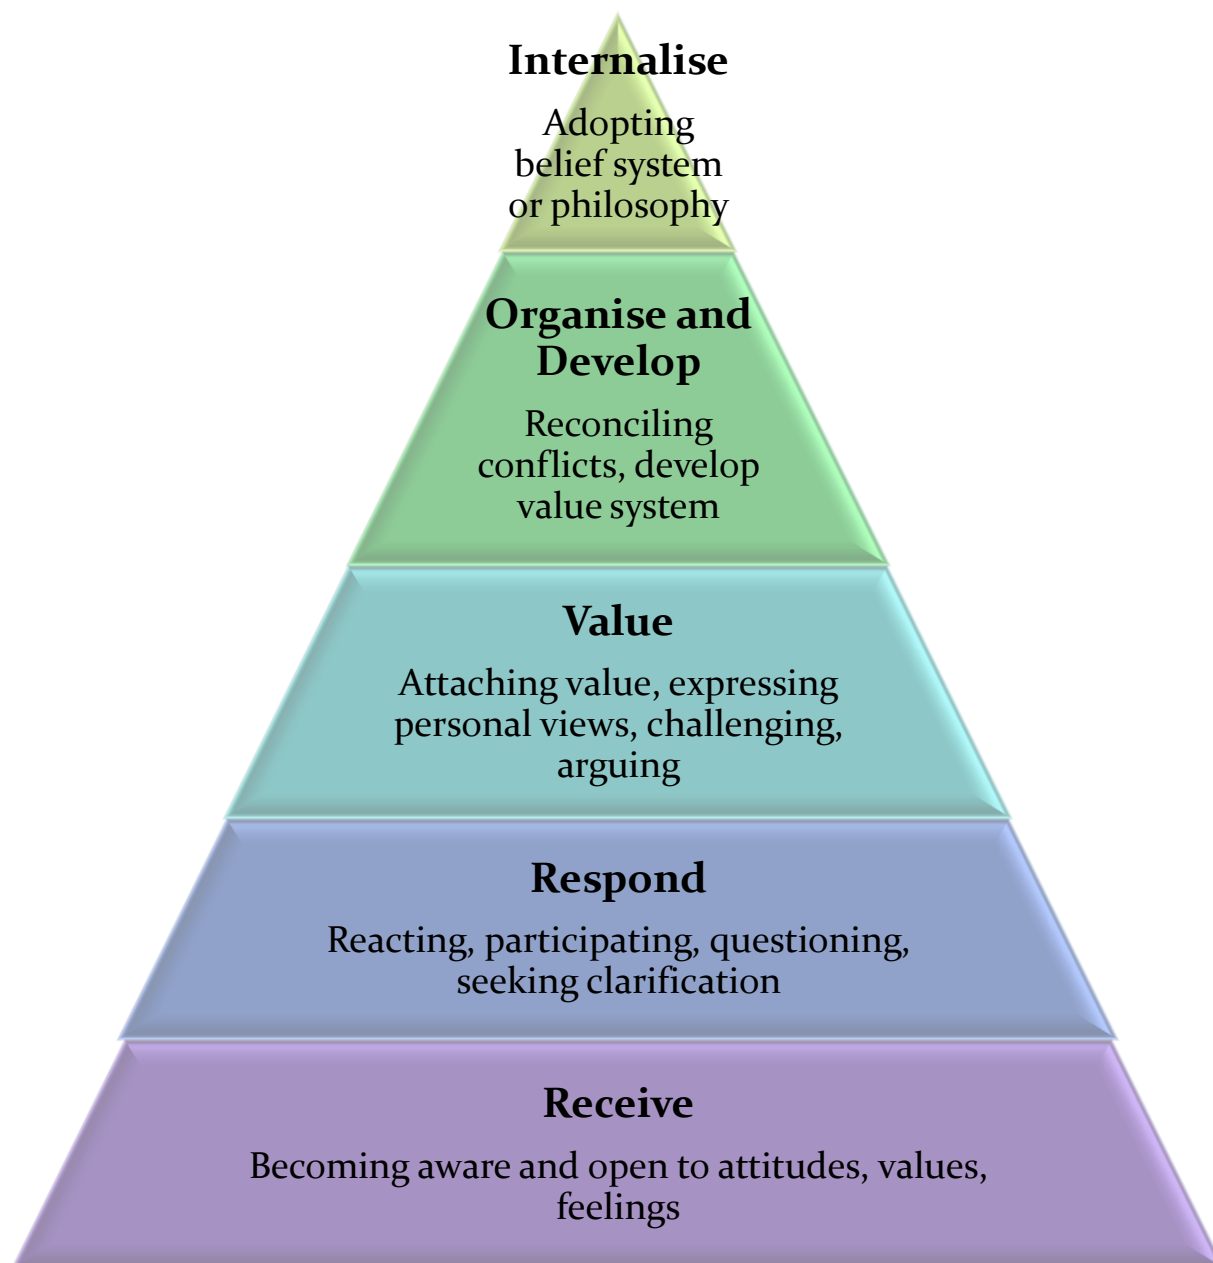 Internalise
Adopting
belief system
or philosophy
Organise and
Develop
Reconciling
conflicts, develop
value system
Value
Attaching value, expressing
personal views, challenging,
arguing
Respond
Reacting, participating, questioning,
seeking clarification
Receive
Becoming aware and open to attitudes, values,
feelings